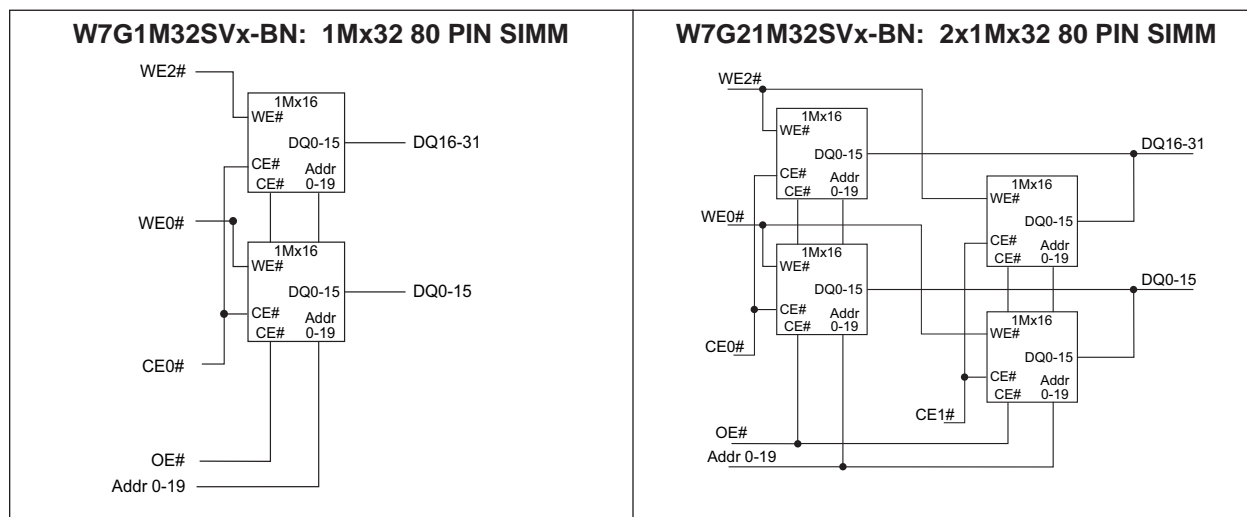 W7G1M32SVx-BN: 1Mx32 80 PIN SIMM
WE2#
1Mx16
WE#
DQ0-15
DQ16-31
CE#
Addr
CE#
0-19
WE0#
1Mx16
WE#
DQ0-15
DQ0-15
CE#
Addr
CE#
0-19
CE0#
OE#
Addr 0-19
W7G21M32SVx-BN: 2x1Mx32 80 PIN SIMM
WE2#
1Mx16
WE#
DQ0-15
DQ16-31
CE#
Addr
CE#
0-19
1Mx16
WE#
DQ0-15
CE#
Addr
CE#
0-19
WE0#
1Mx16
WE#
DQ0-15
DQ0-15
CE#
Addr
CE#
0-19
1Mx16
WE#
DQ0-15
CE#
Addr
CE#
0-19
CE0#
CE1#
OE#
Addr 0-19